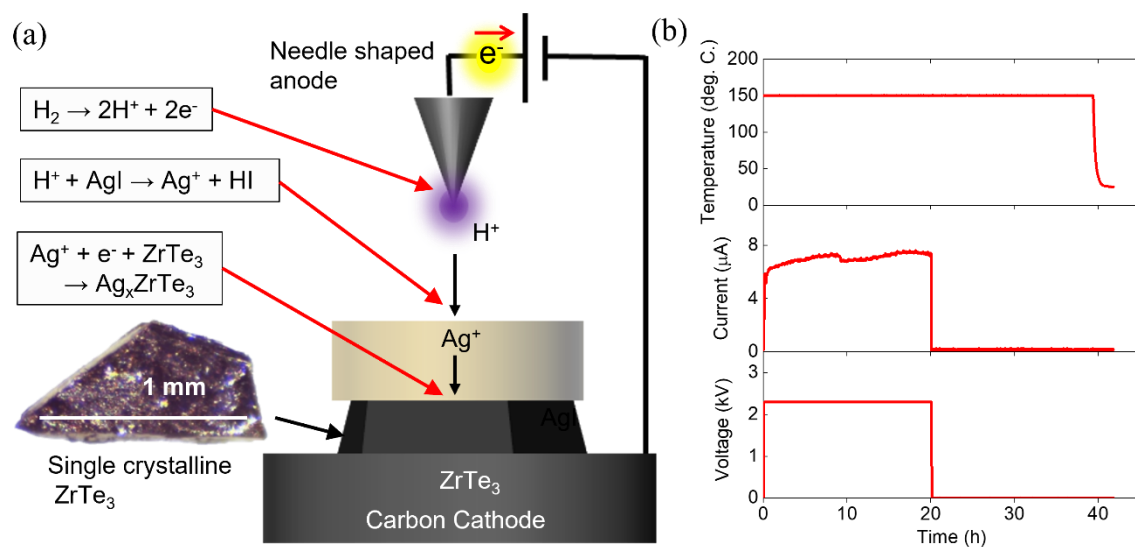 (a)
Needle shaped
anode
e⁻
H₂ → 2H⁺ + 2e⁻
H⁺ + AgI → Ag⁺ + HI
H⁺
Ag⁺ + e⁻ + ZrTe₃
→ AgₓZrTe₃
Ag⁺
AgI
1 mm
Single crystalline
ZrTe₃
ZrTe₃
Carbon Cathode
(b)
Temperature (deg. C.)
200
150
100
50
0
Current (μA)
8
4
0
Voltage (kV)
3
2
1
0
0 10 20 30 40
Time (h)